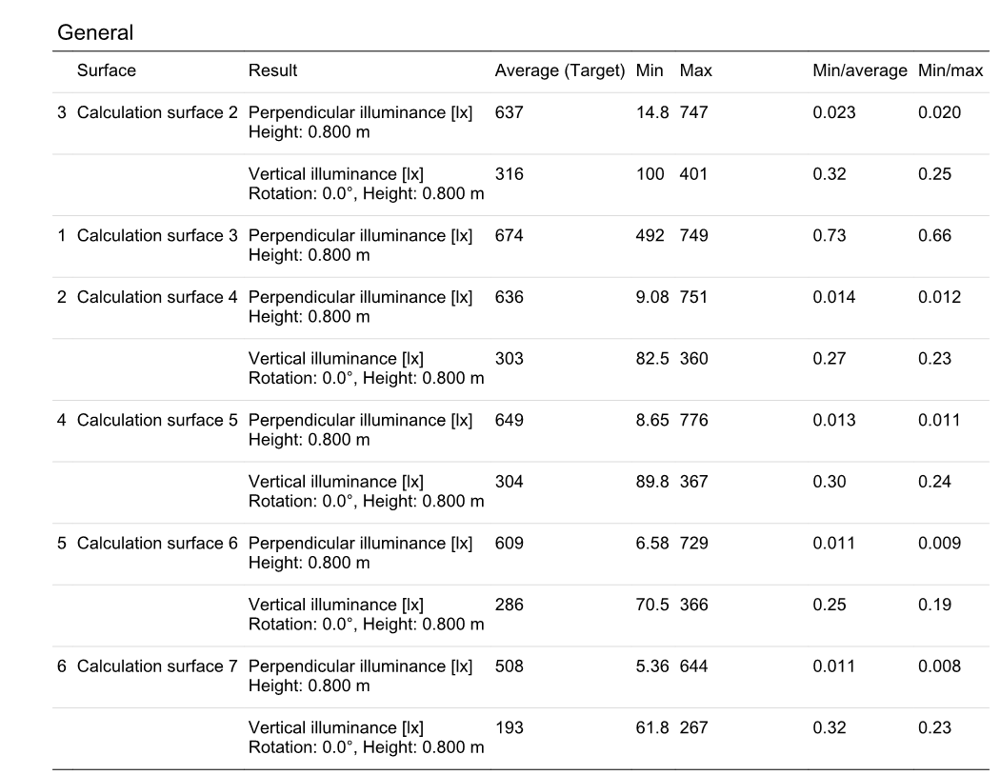 General
Surface Result Average (Target) Min Max Min/average Min/max
3 Calculation surface 2 Perpendicular illuminance [lx] 637 14.8 747 0.023 0.020
Height: 0.800 m
Vertical illuminance [lx] 316 100 401 0.32 0.25
Rotation: 0.0°, Height: 0.800 m
1 Calculation surface 3 Perpendicular illuminance [lx] 674 492 749 0.73 0.66
Height: 0.800 m
2 Calculation surface 4 Perpendicular illuminance [lx] 636 9.08 751 0.014 0.012
Height: 0.800 m
Vertical illuminance [lx] 303 82.5 360 0.27 0.23
Rotation: 0.0°, Height: 0.800 m
4 Calculation surface 5 Perpendicular illuminance [lx] 649 8.65 776 0.013 0.011
Height: 0.800 m
Vertical illuminance [lx] 304 89.8 367 0.30 0.24
Rotation: 0.0°, Height: 0.800 m
5 Calculation surface 6 Perpendicular illuminance [lx] 609 6.58 729 0.011 0.009
Height: 0.800 m
Vertical illuminance [lx] 286 70.5 366 0.25 0.19
Rotation: 0.0°, Height: 0.800 m
6 Calculation surface 7 Perpendicular illuminance [lx] 508 5.36 644 0.011 0.008
Height: 0.800 m
Vertical illuminance [lx] 193 61.8 267 0.32 0.23
Rotation: 0.0°, Height: 0.800 m